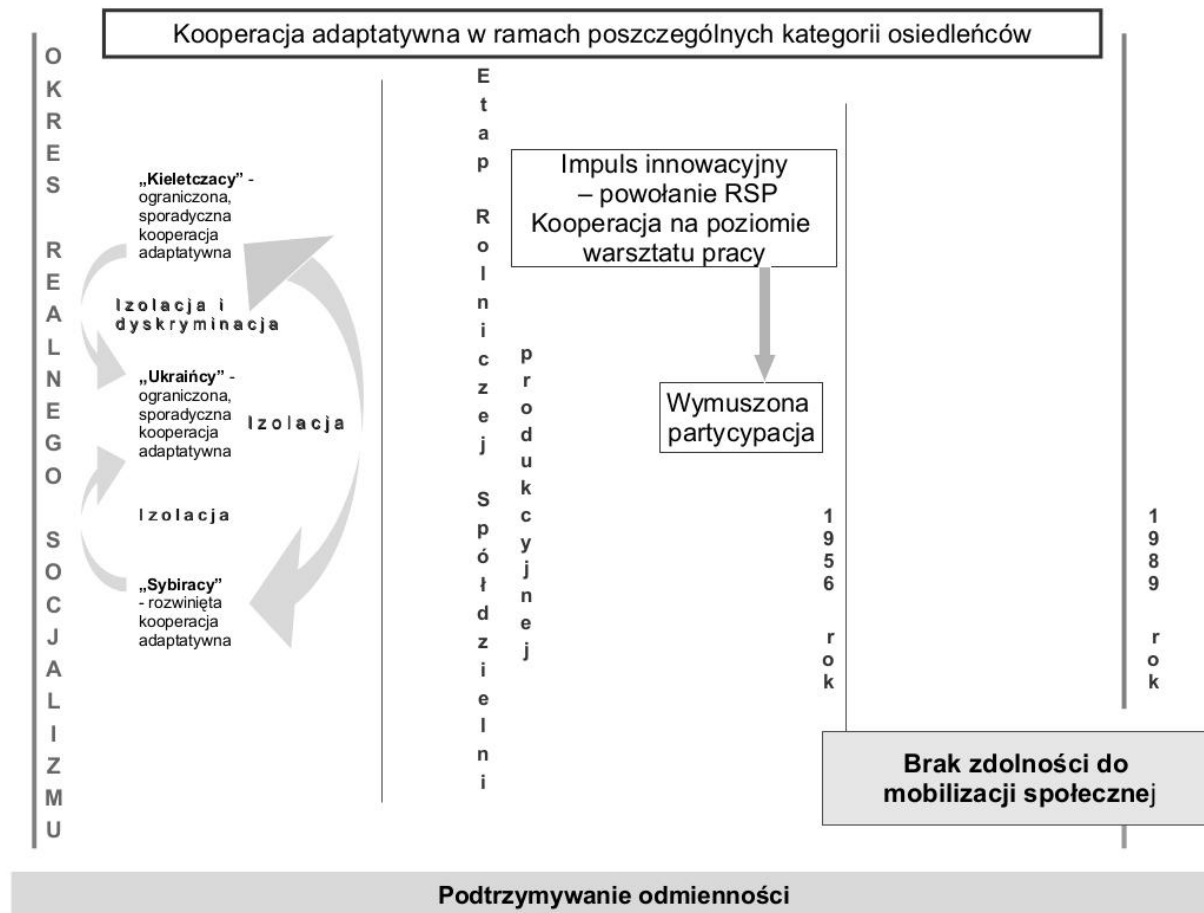 Kooperacja adaptatywna w ramach poszczególnych kategorii osiedleńców
OKRES REALNEGO SOCJALIZMU
„Kieletczacy” -
ograniczona,
sporadyczna
kooperacja
adaptatywna
Izolacja i
dyskryminacja
„Ukraińcy” -
ograniczona,
sporadyczna
kooperacja
adaptatywna
Izolacja
Izolacja
„Sybiracy”
- rozwinięta
kooperacja
adaptatywna
Etap Rolniczej Spółdzielni
produkcyjnej
Impuls innowacyjny
– powołanie RSP
Kooperacja na poziomie
warsztatu pracy
Wymuszona
partycypacja
1956 rok
1989 rok
Brak zdolności do
mobilizacji społecznej
Podtrzymywanie odmienności